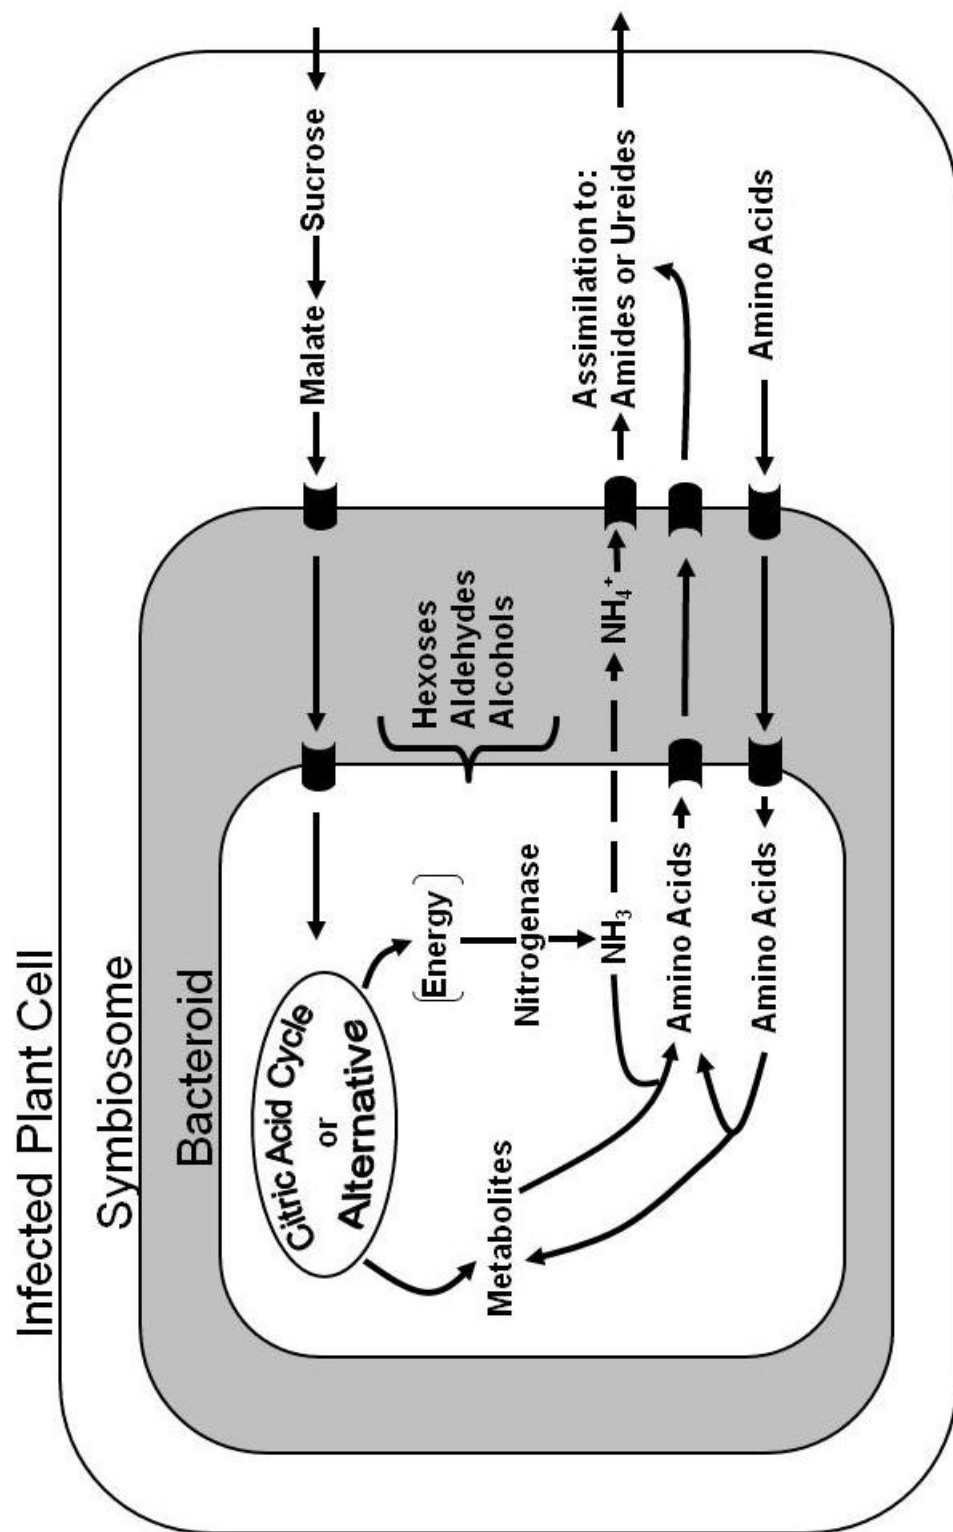 Infected Plant Cell
Symbiosome
Bacteroid
Citric Acid Cycle
or
Alternative
Malate
Sucrose
[Energy]
Hexoses
Aldehydes
Alcohols
Metabolites
Nitrogenase
NH₃
NH₄⁺
Assimilation to:
Amides or Ureides
Amino Acids
Amino Acids
Amino Acids